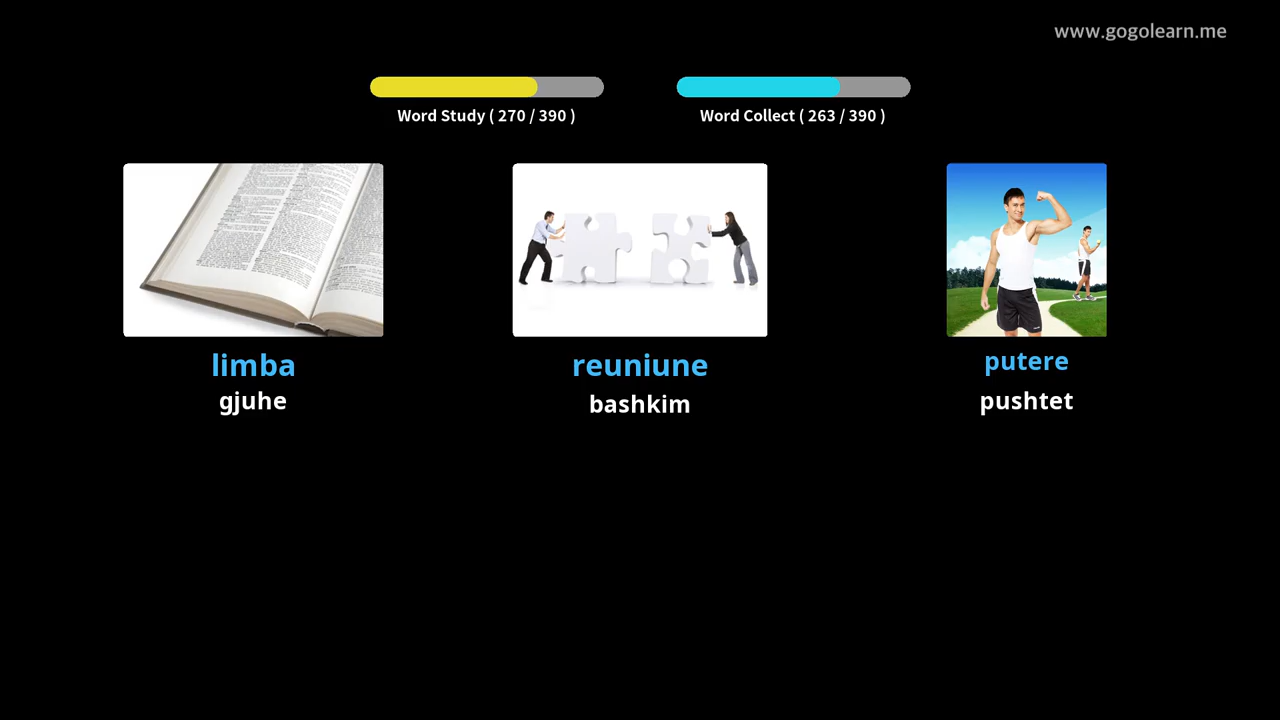 www.gogolearn.me
Word Study ( 270 / 390 )
Word Collect ( 263 / 390 )
limba
gjuhe
reuniune
bashkim
putere
pushtet